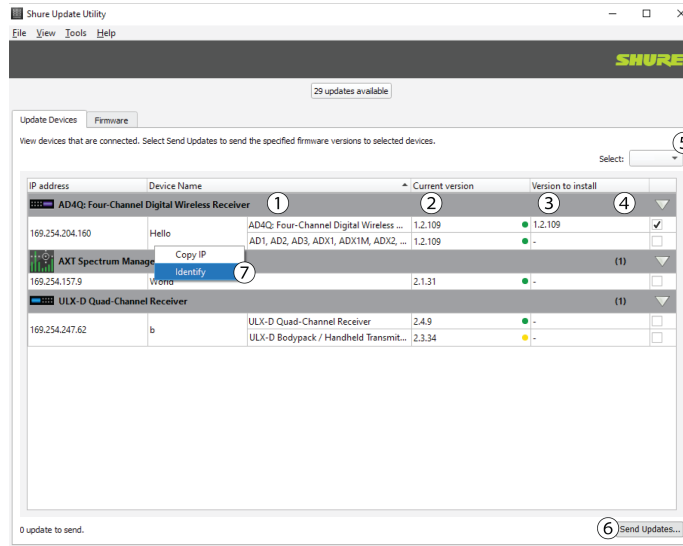 Shure Update Utility
File View Tools Help
SHURE
29 updates available
Update Devices Firmware
View devices that are connected. Select Send Updates to send the specified firmware versions to selected devices.
5
Select:
IP address Device Name Current version Version to install
AD4Q: Four-Channel Digital Wireless Receiver 1 2 3 4
169.254.204.160 Hello AD4Q: Four-Channel Digital Wireless ... 1.2.109 1.2.109
AD1, AD2, AD3, ADX1, ADX1M, ADX2, ... 1.2.109 -
AXT Spectrum Manage (1)
Copy IP
Identify 7
169.254.157.9 World 2.1.31 -
ULX-D Quad-Channel Receiver (1)
169.254.247.62 b ULX-D Quad-Channel Receiver 2.4.9 -
ULX-D Bodypack / Handheld Transmit... 2.3.34 -
0 update to send. 6 Send Updates...